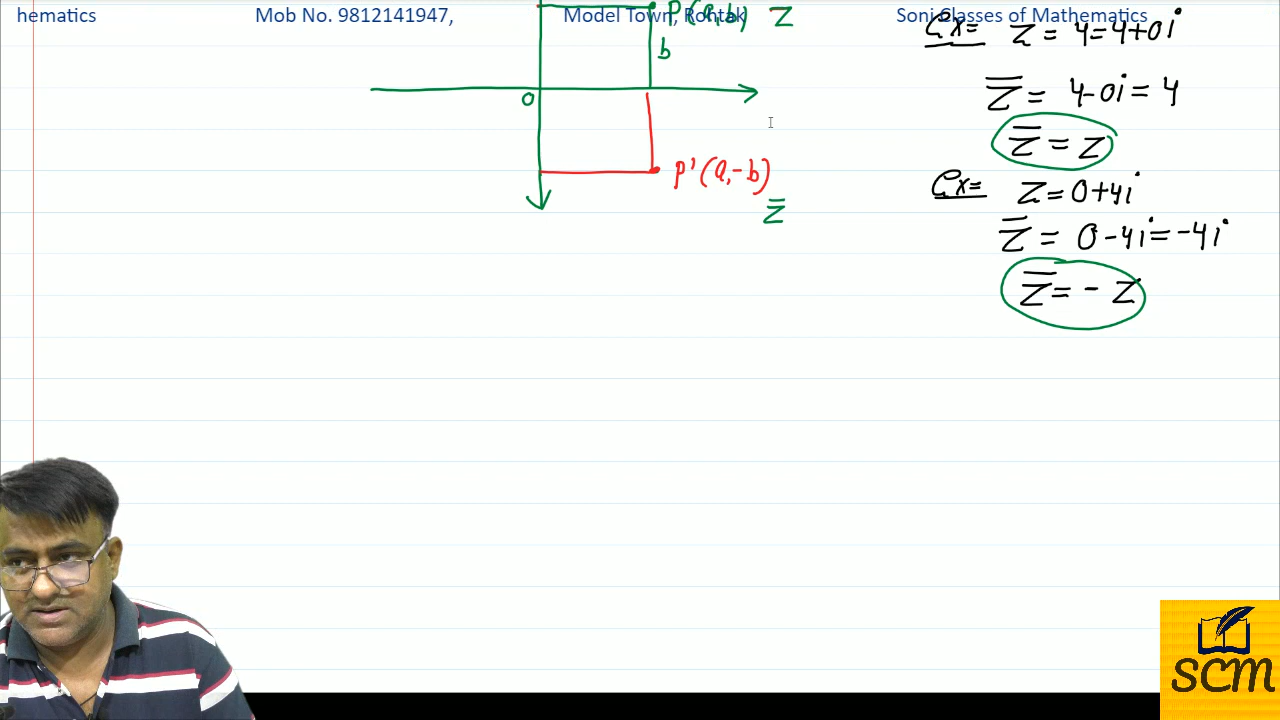 hematics Mob No. 9812141947, Model Town, Rohtak Soni Classes of Mathematics
P(a,b) Z
b
O
P'(a,-b)
Z̅
Ex= Z = 4 = 4+0i
Z̅ = 4-0i = 4
Z̅ = Z
Ex= Z = 0+4i
Z̅ = 0-4i = -4i
Z̅ = - Z
SCM